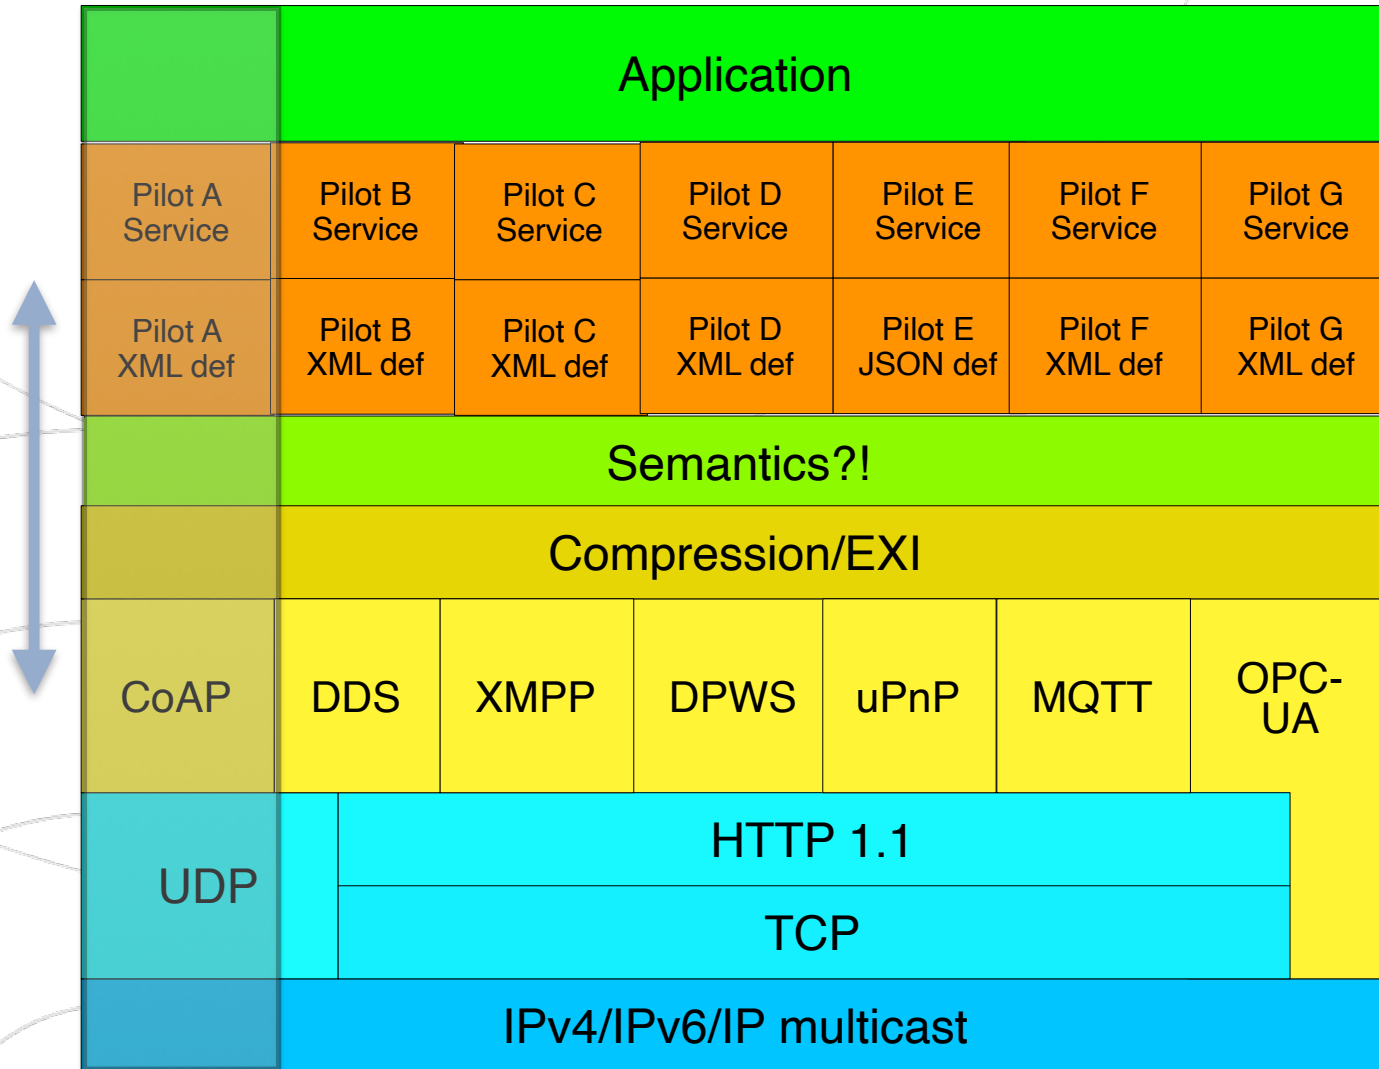 Application
Pilot A
Service
Pilot B
Service
Pilot C
Service
Pilot D
Service
Pilot E
Service
Pilot F
Service
Pilot G
Service
Pilot A
XML def
Pilot B
XML def
Pilot C
XML def
Pilot D
XML def
Pilot E
JSON def
Pilot F
XML def
Pilot G
XML def
Semantics?!
Compression/EXI
CoAP
DDS
XMPP
DPWS
uPnP
MQTT
OPC-
UA
HTTP 1.1
UDP
TCP
IPv4/IPv6/IP multicast